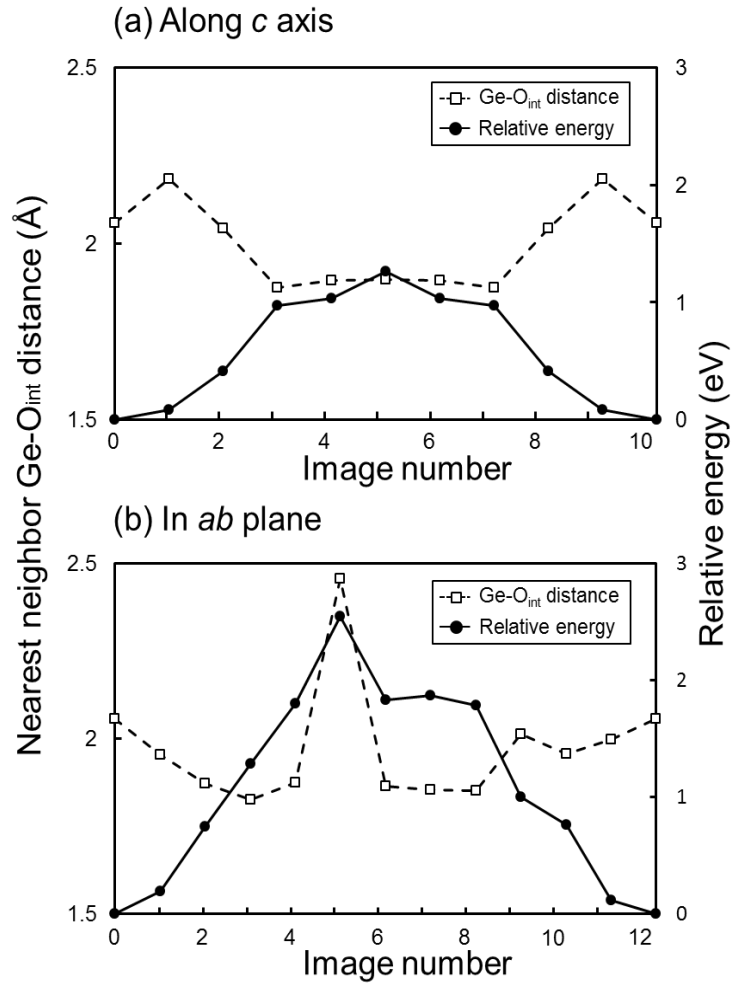 (a) Along c axis
2.5
3
Ge-Oint distance
Relative energy
2
2
1
1.5
0
0
2
4
6
8
10
Image number
Nearest neighbor Ge-Oint distance (Å)
Relative energy (eV)
(b) In ab plane
2.5
3
Ge-Oint distance
Relative energy
2
2
1
1.5
0
0
2
4
6
8
10
12
Image number